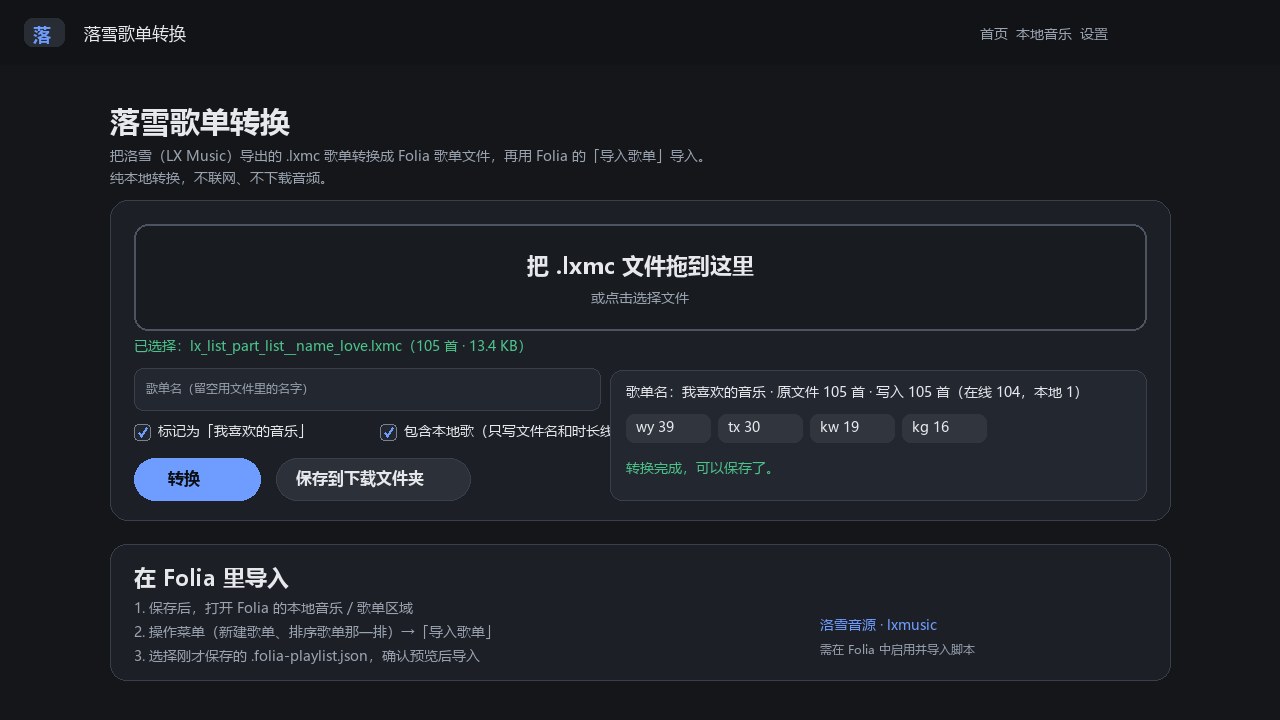 落 落雪歌单转换 首页 本地音乐 设置
落雪歌单转换
把洛雪（LX Music）导出的 .lxmc 歌单转换成 Folia 歌单文件，再用 Folia 的「导入歌单」导入。
纯本地转换，不联网、不下载音频。
把 .lxmc 文件拖到这里
或点击选择文件
已选择：lx_list_part_list__name_love.lxmc（105 首 · 13.4 KB）
歌单名（留空用文件里的名字）
标记为「我喜欢的音乐」 包含本地歌（只写文件名和时长线
转换 保存到下载文件夹
歌单名：我喜欢的音乐 · 原文件 105 首 · 写入 105 首（在线 104，本地 1）
wy 39 tx 30 kw 19 kg 16
转换完成，可以保存了。
在 Folia 里导入
1. 保存后，打开 Folia 的本地音乐 / 歌单区域
2. 操作菜单（新建歌单、排序歌单那一排）→「导入歌单」
3. 选择刚才保存的 .folia-playlist.json，确认预览后导入
洛雪音源 · lxmusic
需在 Folia 中启用并导入脚本